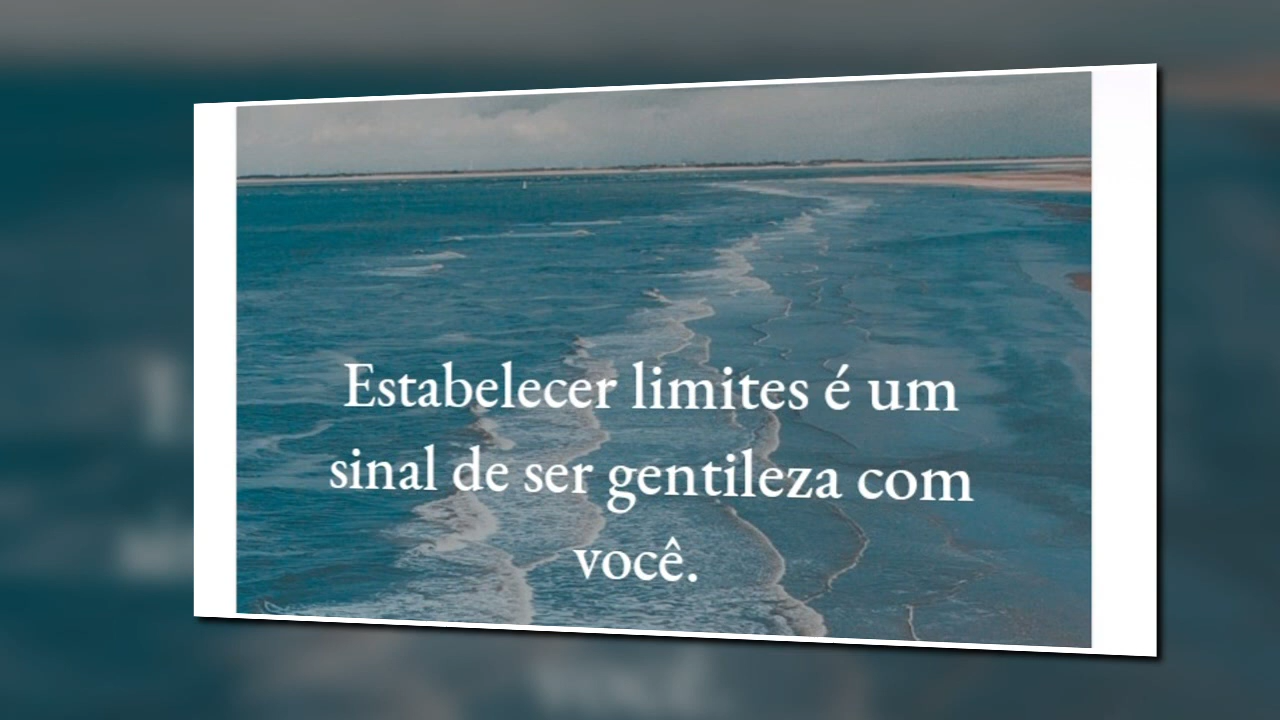 Estabelecer limites é um
sinal de ser gentileza com
você.